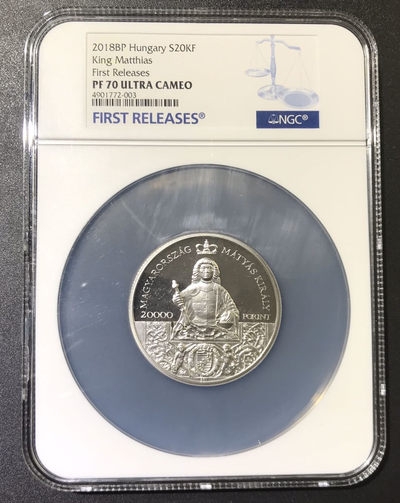 2018BP Hungary S20KF
King Matthias
First Releases
PF 70 ULTRA CAMEO
4901772-003
FIRST RELEASES®
NGC®
MAGYARORSZÁG MÁTYÁS KIRÁLY
20000 FORINT